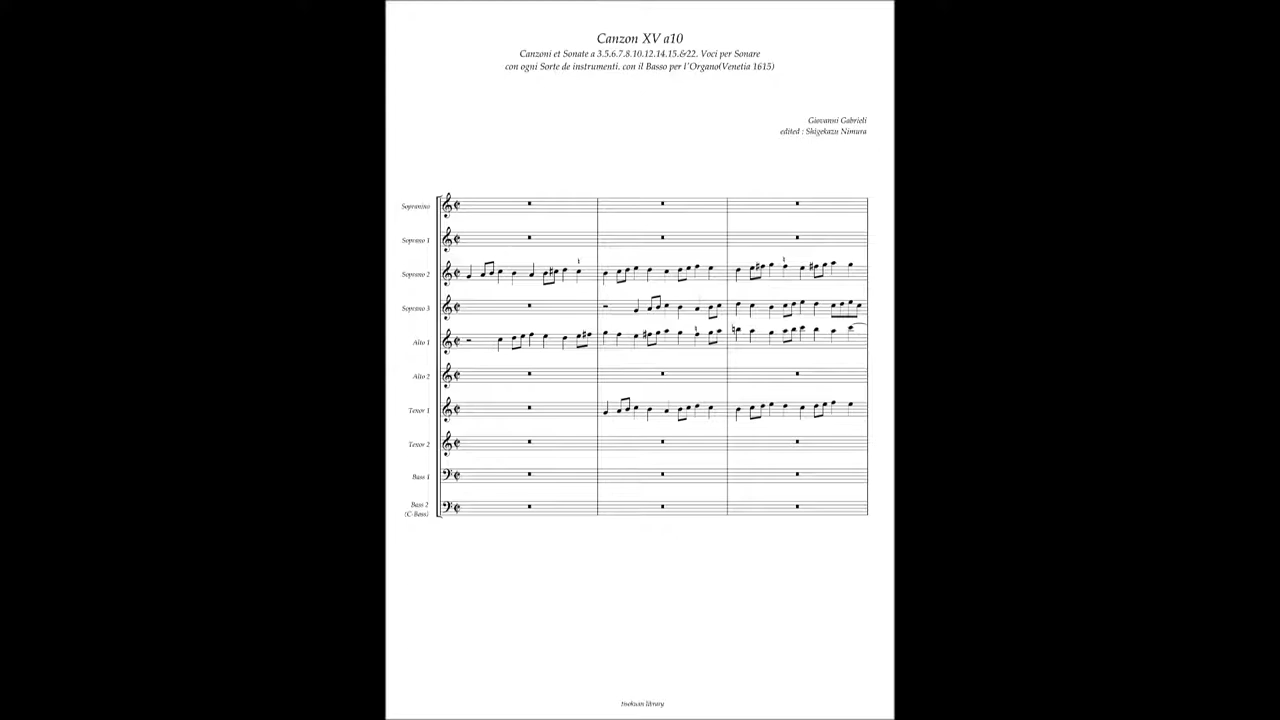 Canzon XV a10
Canzoni et Sonate a 3.5.6.7.8.10.12.14.15.&22. Voci per Sonare
con ogni Sorte de instrumenti. con il Basso per l'Organo(Venetia 1615)
Giovanni Gabrieli
edited : Shigekazu Nimura
Sopranino
Soprano 1
Soprano 2
Soprano 3
Alto 1
Alto 2
Tenor 1
Tenor 2
Bass 1
Bass 2
(C-Bass)
library